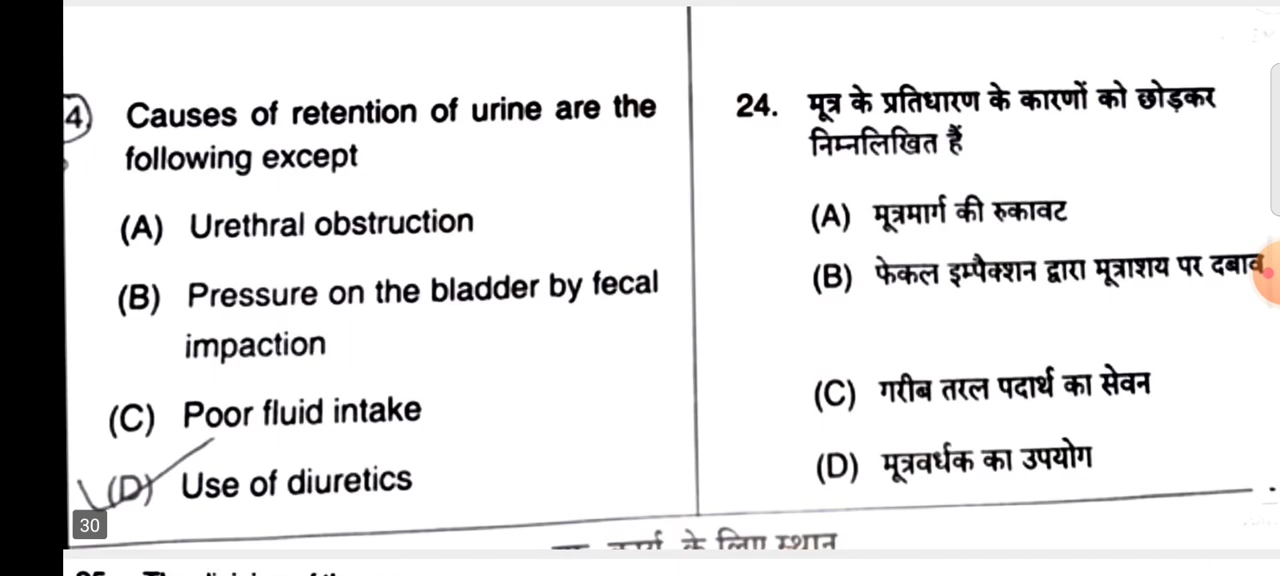 4) Causes of retention of urine are the
following except
(A) Urethral obstruction
(B) Pressure on the bladder by fecal
impaction
(C) Poor fluid intake
(D) Use of diuretics
30
24. मूत्र के प्रतिधारण के कारणों को छोड़कर
निम्नलिखित हैं
(A) मूत्रमार्ग की रुकावट
(B) फेकल इम्पैक्शन द्वारा मूत्राशय पर दबाव
(C) गरीब तरल पदार्थ का सेवन
(D) मूत्रवर्धक का उपयोग
कार्य के लिए स्थान